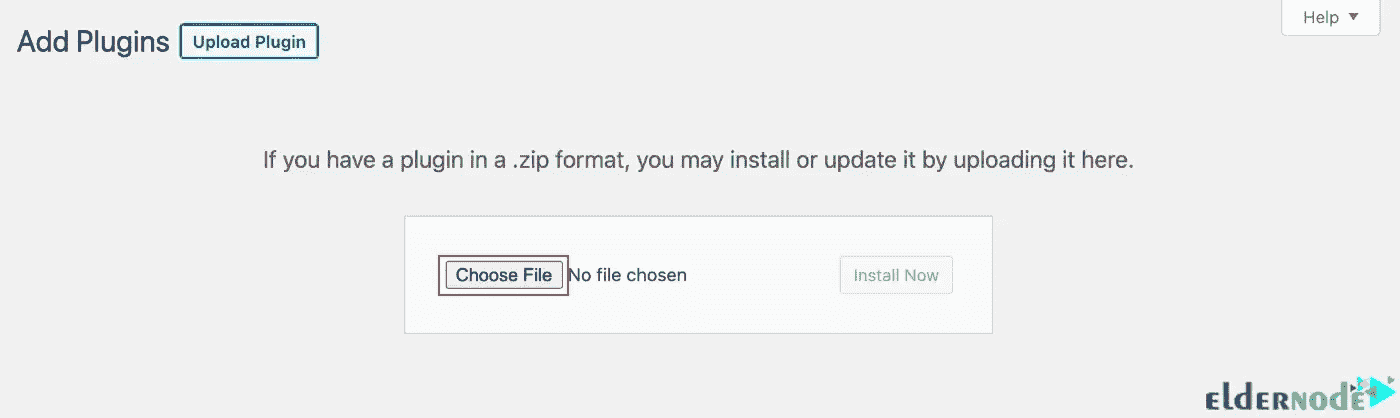 Help
Add Plugins Upload Plugin
If you have a plugin in a .zip format, you may install or update it by uploading it here.
Choose File No file chosen Install Now
elderNode